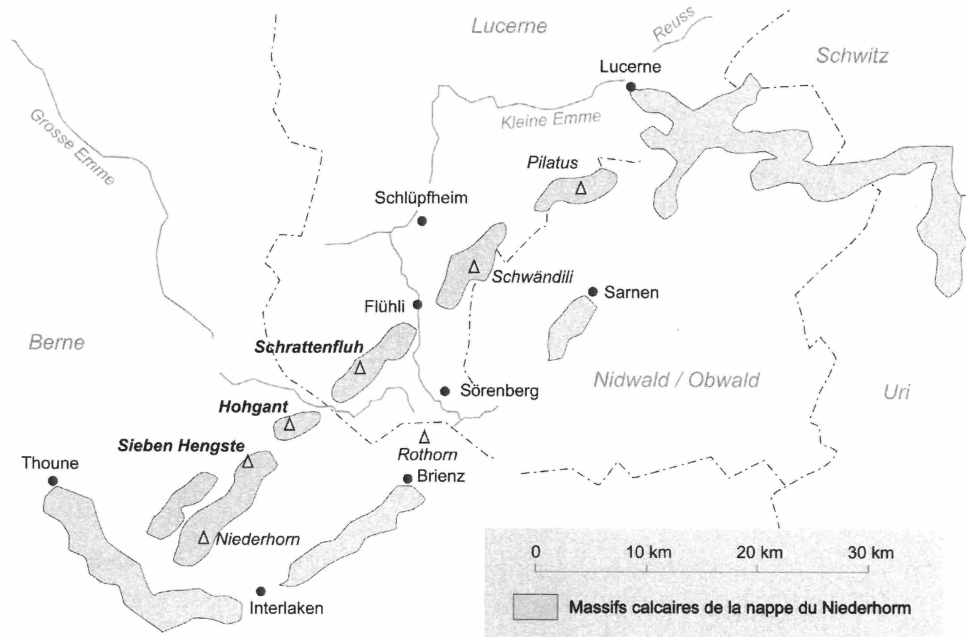 Lucerne
Reuss
Schwitz
Lucerne
Grosse Emme
Kleine Emme
Pilatus
Schlüpfheim
Schwändili
Sarnen
Flühli
Berne
Schrattenfluh
Nidwald / Obwald
Uri
Sörenberg
Hohgant
Sieben Hengste
Rothorn
Thoune
Brienz
Niederhorn
0 10 km 20 km 30 km
Interlaken
Massifs calcaires de la nappe du Niederhorm